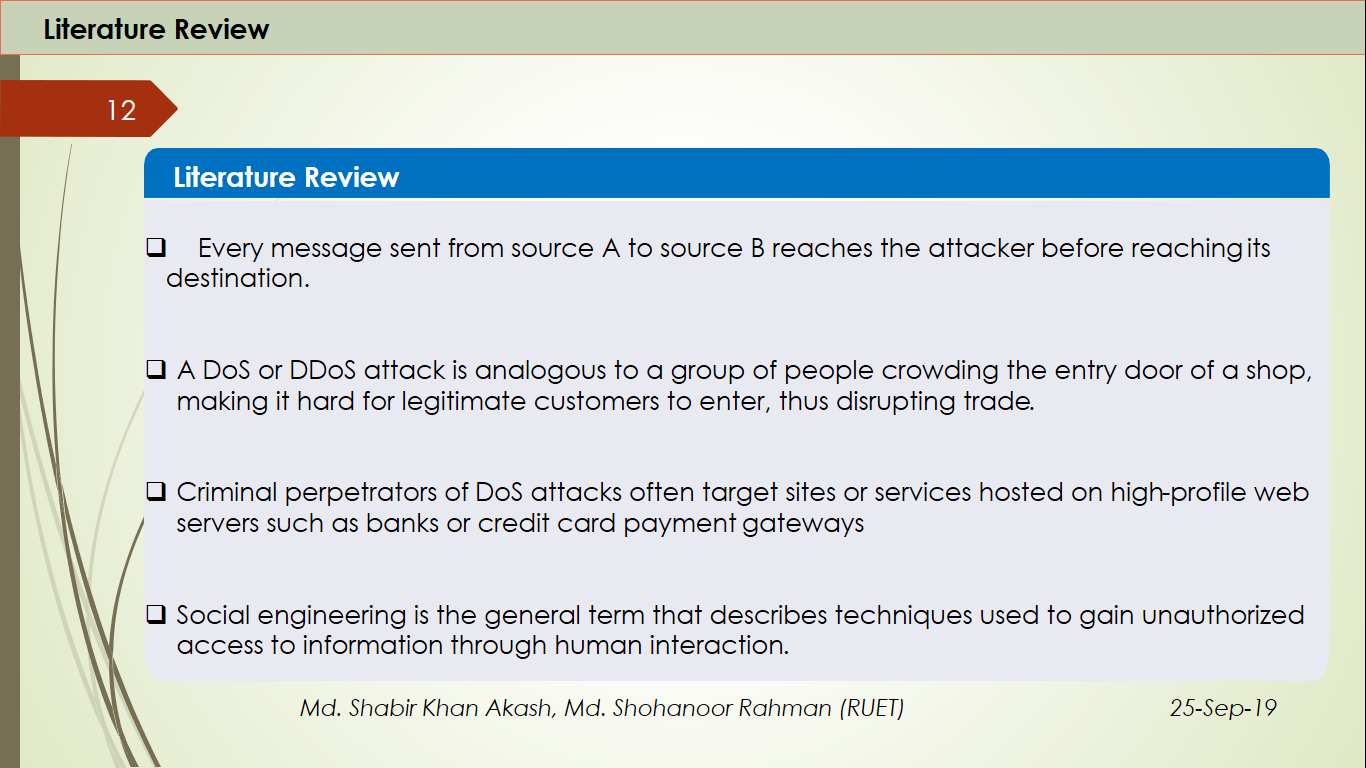 Literature Review
12
Literature Review
❑ Every message sent from source A to source B reaches the attacker before reaching its
destination.
❑ A DoS or DDoS attack is analogous to a group of people crowding the entry door of a shop,
making it hard for legitimate customers to enter, thus disrupting trade.
❑ Criminal perpetrators of DoS attacks often target sites or services hosted on high-profile web
servers such as banks or credit card payment gateways
❑ Social engineering is the general term that describes techniques used to gain unauthorized
access to information through human interaction.
Md. Shabir Khan Akash, Md. Shohanoor Rahman (RUET) 25-Sep-19